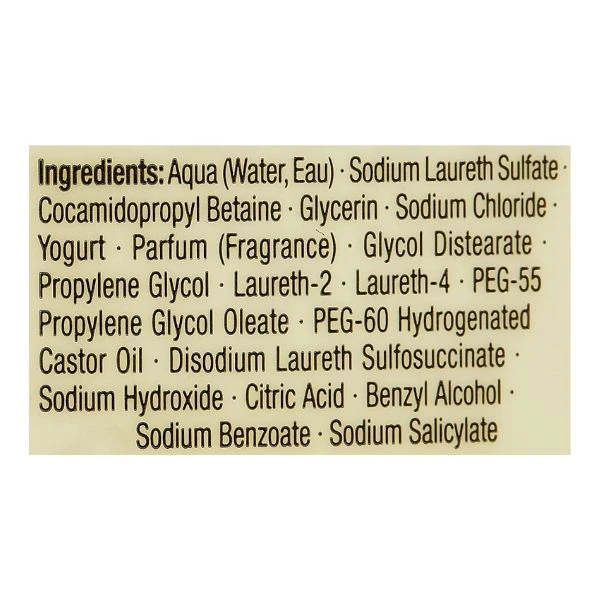 Ingredients: Aqua (Water, Eau) · Sodium Laureth Sulfate ·
Cocamidopropyl Betaine · Glycerin · Sodium Chloride ·
Yogurt · Parfum (Fragrance) · Glycol Distearate ·
Propylene Glycol · Laureth-2 · Laureth-4 · PEG-55
Propylene Glycol Oleate · PEG-60 Hydrogenated
Castor Oil · Disodium Laureth Sulfosuccinate ·
Sodium Hydroxide · Citric Acid · Benzyl Alcohol ·
Sodium Benzoate · Sodium Salicylate